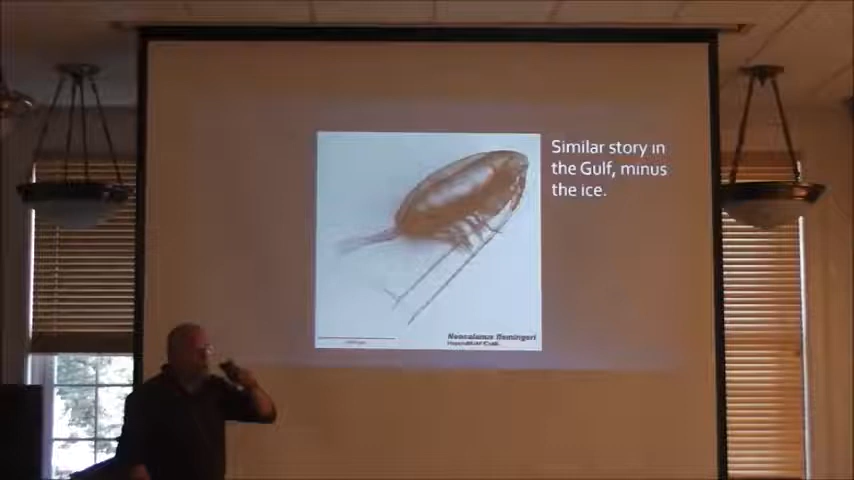 Similar story in
the Gulf, minus
the ice.
Neocalanus flemingeri